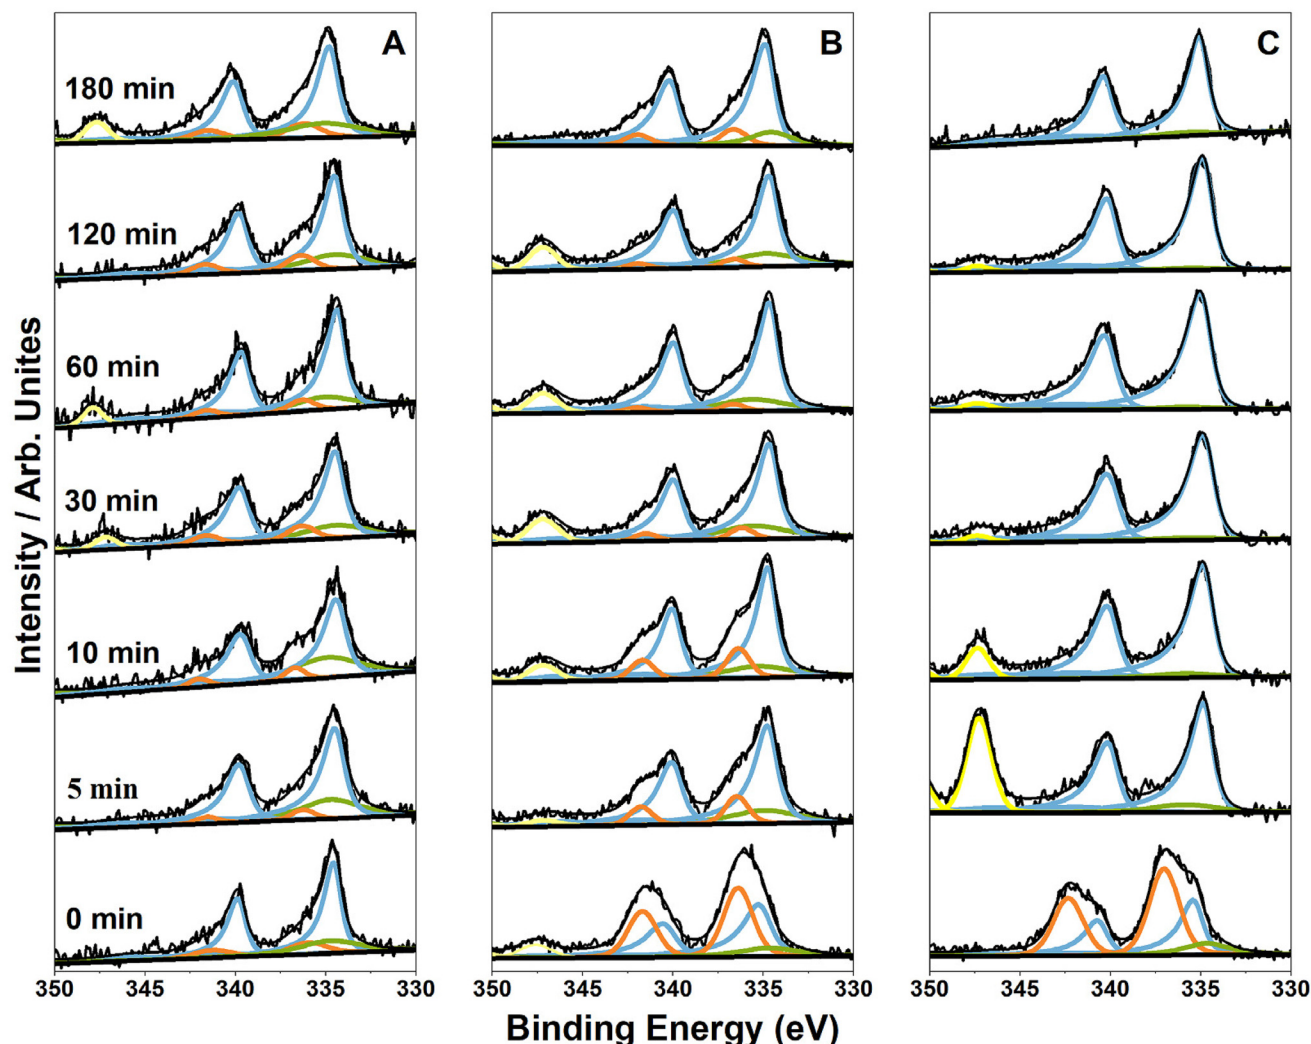 A
B
C
180 min
120 min
60 min
30 min
10 min
5 min
0 min
Intensity / Arb. Unites
350 345 340 335 330
350 345 340 335 330
350 345 340 335 330
Binding Energy (eV)